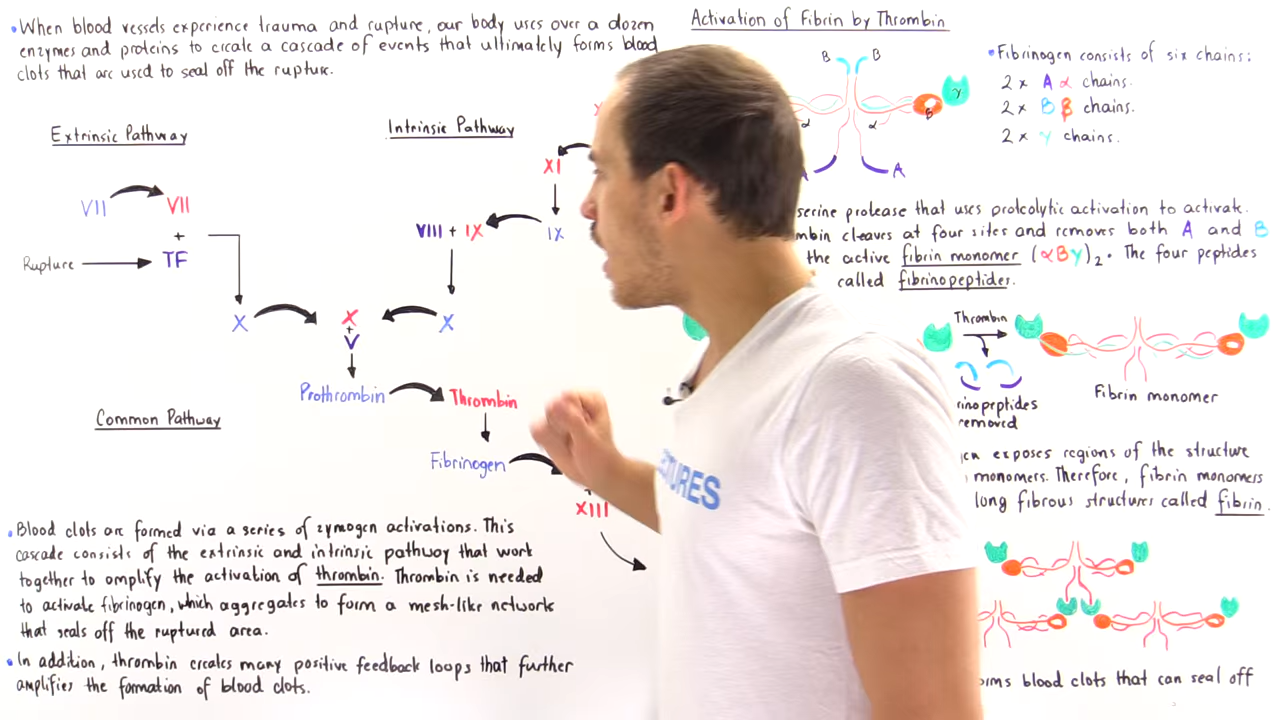 •When blood vessels experience trauma and rupture, our body uses over a dozen
enzymes and proteins to create a cascade of events that ultimately forms blood
clots that are used to seal off the rupture.
Extrinsic Pathway
Intrinsic Pathway
XI
VII VII
VIII + IX IX
+
Rupture TF
X X X
+
V
Prothrombin Thrombin
Common Pathway
Fibrinogen
XIII
•Blood clots are formed via a series of zymogen activations. This
cascade consists of the extrinsic and intrinsic pathway that work
together to amplify the activation of thrombin. Thrombin is needed
to activate fibrinogen, which aggregates to form a mesh-like network
that seals off the ruptured area.
•In addition, thrombin creates many positive feedback loops that further
amplifies the formation of blood clots.
Activation of Fibrin by Thrombin
B B
γ
B
α α
A
•Fibrinogen consists of six chains:
2 x A α chains.
2 x B β chains.
2 x γ chains.
serine protease that uses proteolytic activation to activate.
cleaves at four sites and removes both A and B
the active fibrin monomer (αBγ)2. The four peptides
called fibrinopeptides.
Thrombin
removed
Fibrin monomer
exposes regions of the structure
monomers. Therefore, fibrin monomers
long fibrous structures called fibrin.
blood clots that can seal off